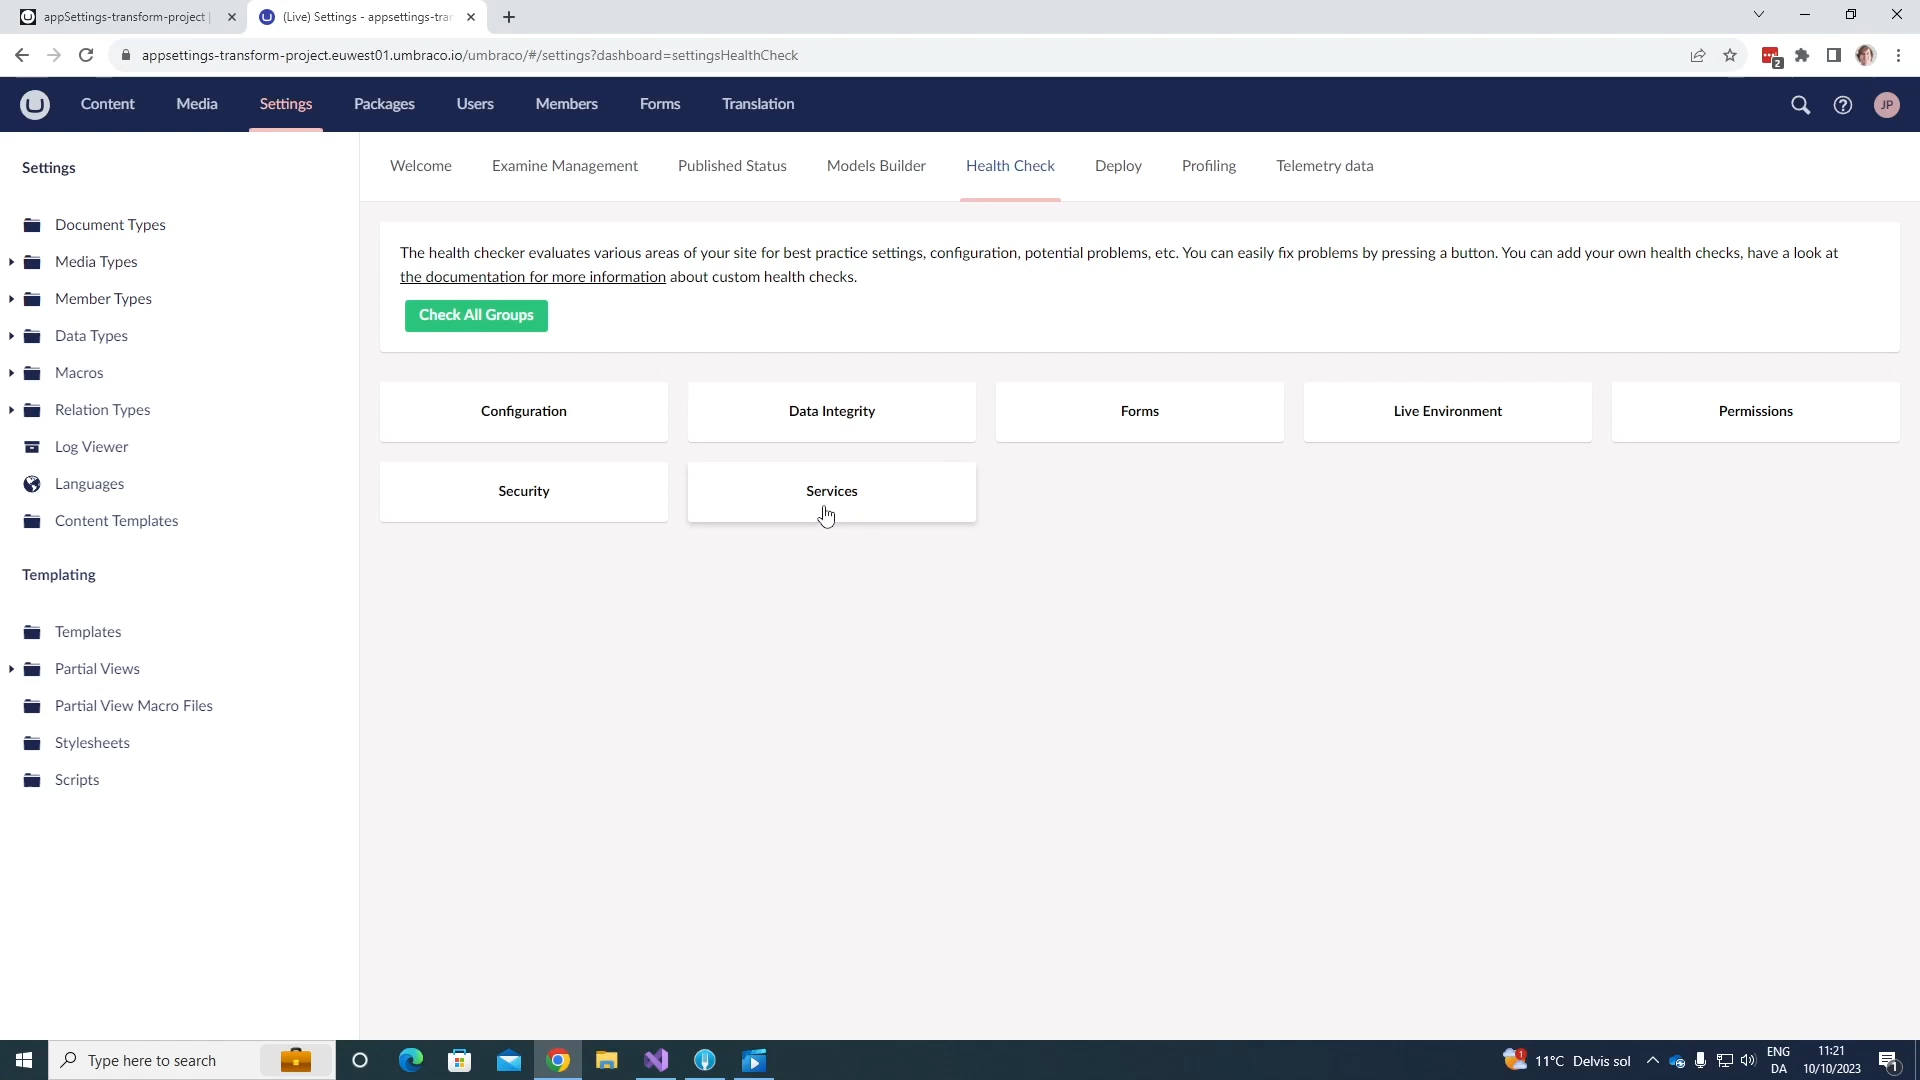 appSettings-transform-project |
(Live) Settings - appsettings-tran
appsettings-transform-project.euwest01.umbraco.io/umbraco/#/settings?dashboard=settingsHealthCheck
2
Content Media Settings Packages Users Members Forms Translation
JP
Settings
Document Types
Media Types
Member Types
Data Types
Macros
Relation Types
Log Viewer
Languages
Content Templates
Templating
Templates
Partial Views
Partial View Macro Files
Stylesheets
Scripts
Welcome Examine Management Published Status Models Builder Health Check Deploy Profiling Telemetry data
The health checker evaluates various areas of your site for best practice settings, configuration, potential problems, etc. You can easily fix problems by pressing a button. You can add your own health checks, have a look at
the documentation for more information about custom health checks.
Check All Groups
Configuration Data Integrity Forms Live Environment Permissions
Security Services
Type here to search
1
11°C Delvis sol
ENG
DA
11:21
10/10/2023
1